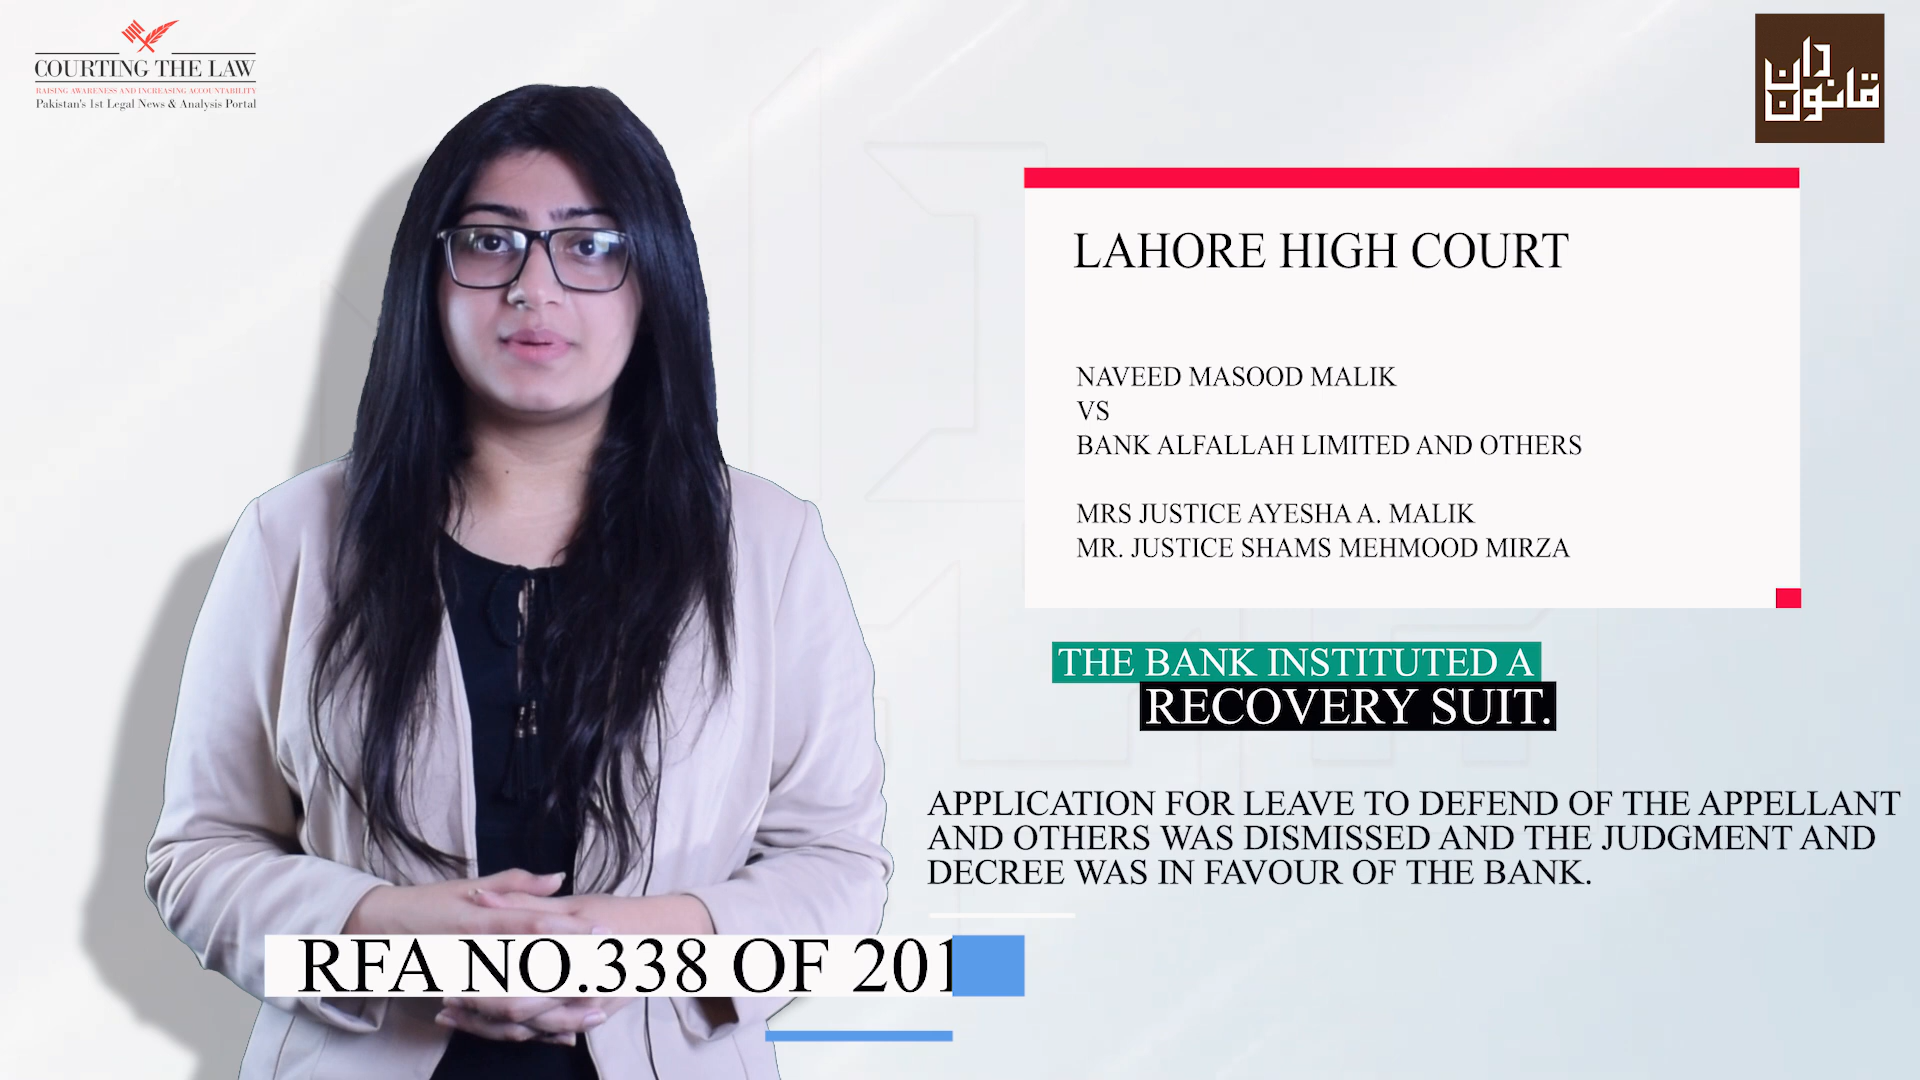 COURTING THE LAW
RAISING AWARENESS AND INCREASING ACCOUNTABILITY
Pakistan's 1st Legal News & Analysis Portal
قانون دان
LAHORE HIGH COURT
NAVEED MASOOD MALIK
VS
BANK ALFALLAH LIMITED AND OTHERS
MRS JUSTICE AYESHA A. MALIK
MR. JUSTICE SHAMS MEHMOOD MIRZA
THE BANK INSTITUTED A
RECOVERY SUIT.
APPLICATION FOR LEAVE TO DEFEND OF THE APPELLANT
AND OTHERS WAS DISMISSED AND THE JUDGMENT AND
DECREE WAS IN FAVOUR OF THE BANK.
RFA NO.338 OF 201